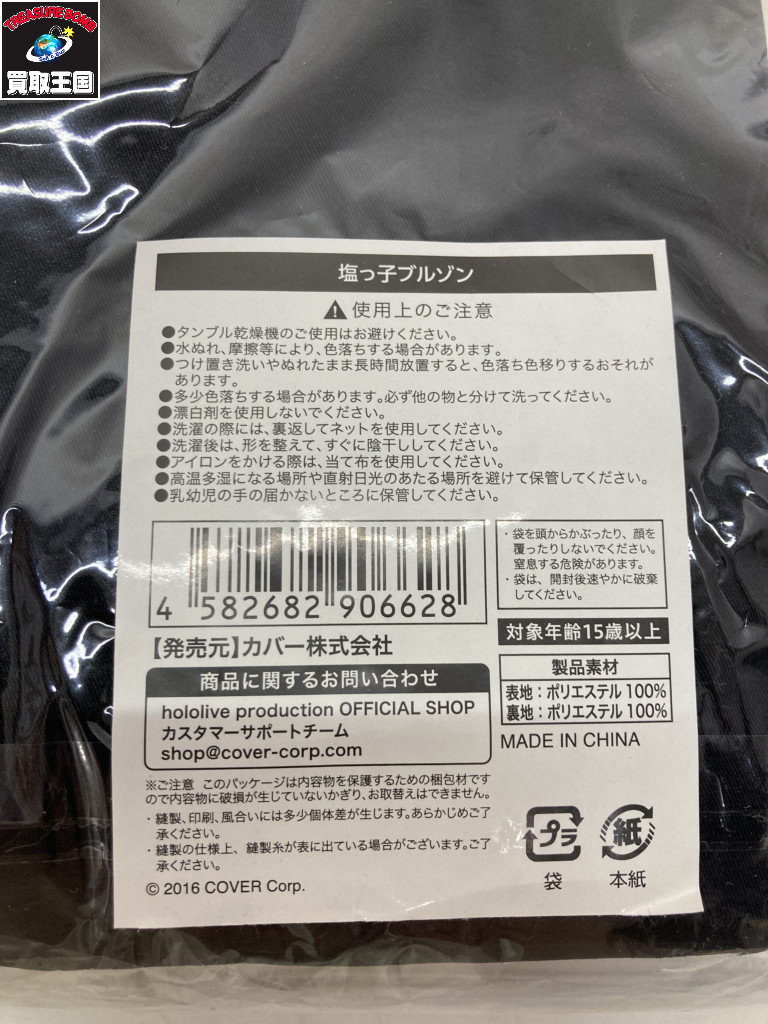 TREASURE BOMB
買取王国
塩っ子ブルゾン
使用上のご注意
●タンブル乾燥機のご使用はお避けください。
●水ぬれ、摩擦等により、色落ちする場合があります。
●つけ置き洗いやぬれたまま長時間放置すると、色落ち色移りするおそれが
あります。
●多少色落ちする場合があります。必ず他の物と分けて洗ってください。
●漂白剤を使用しないでください。
●洗濯の際には、裏返してネットを使用してください。
●洗濯後は、形を整えて、すぐに陰干ししてください。
●アイロンをかける際は、当て布を使用してください。
●高温多湿になる場所や直射日光のあたる場所を避けて保管してください。
●乳幼児の手の届かないところに保管してください。
4 582682 906628
・袋を頭からかぶったり、顔を
覆ったりしないでください。
窒息する危険があります。
・袋は、開封後速やかに破棄
してください。
【発売元】カバー株式会社
対象年齢15歳以上
商品に関するお問い合わせ
hololive production OFFICIAL SHOP
カスタマーサポートチーム
shop@cover-corp.com
製品素材
表地：ポリエステル 100%
裏地：ポリエステル 100%
MADE IN CHINA
※ご注意 このパッケージは内容物を保護するための梱包材ですの
で内容物に破損が生じていないかぎり、お取替えはできません。
・縫製、印刷、風合いには多少個体差が生じます。あらかじめご了
承ください。
・縫製の仕様上、縫製糸が表に出ている場合がございます。ご了
承ください。
© 2016 COVER Corp.
プラ
袋
紙
本紙